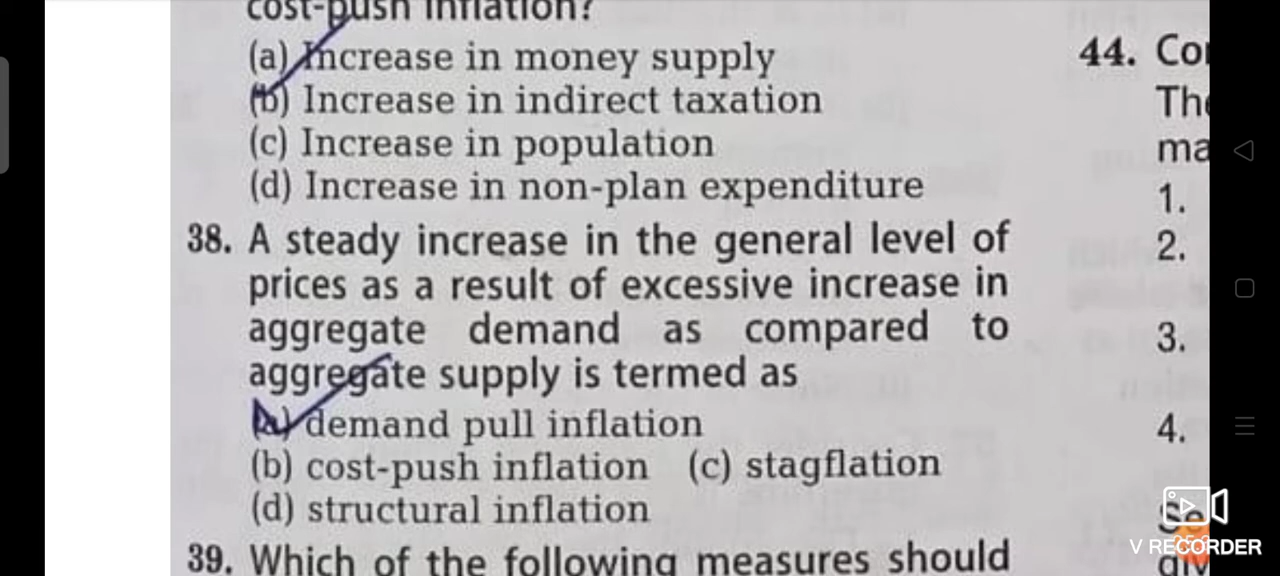 cost-push inflation?
(a) Increase in money supply
(b) Increase in indirect taxation
(c) Increase in population
(d) Increase in non-plan expenditure
38. A steady increase in the general level of
prices as a result of excessive increase in
aggregate demand as compared to
aggregate supply is termed as
(a) demand pull inflation
(b) cost-push inflation (c) stagflation
(d) structural inflation
39. Which of the following measures should
44. Co
The
ma
1.
2.
3.
4.
Se
giv
V RECORDER